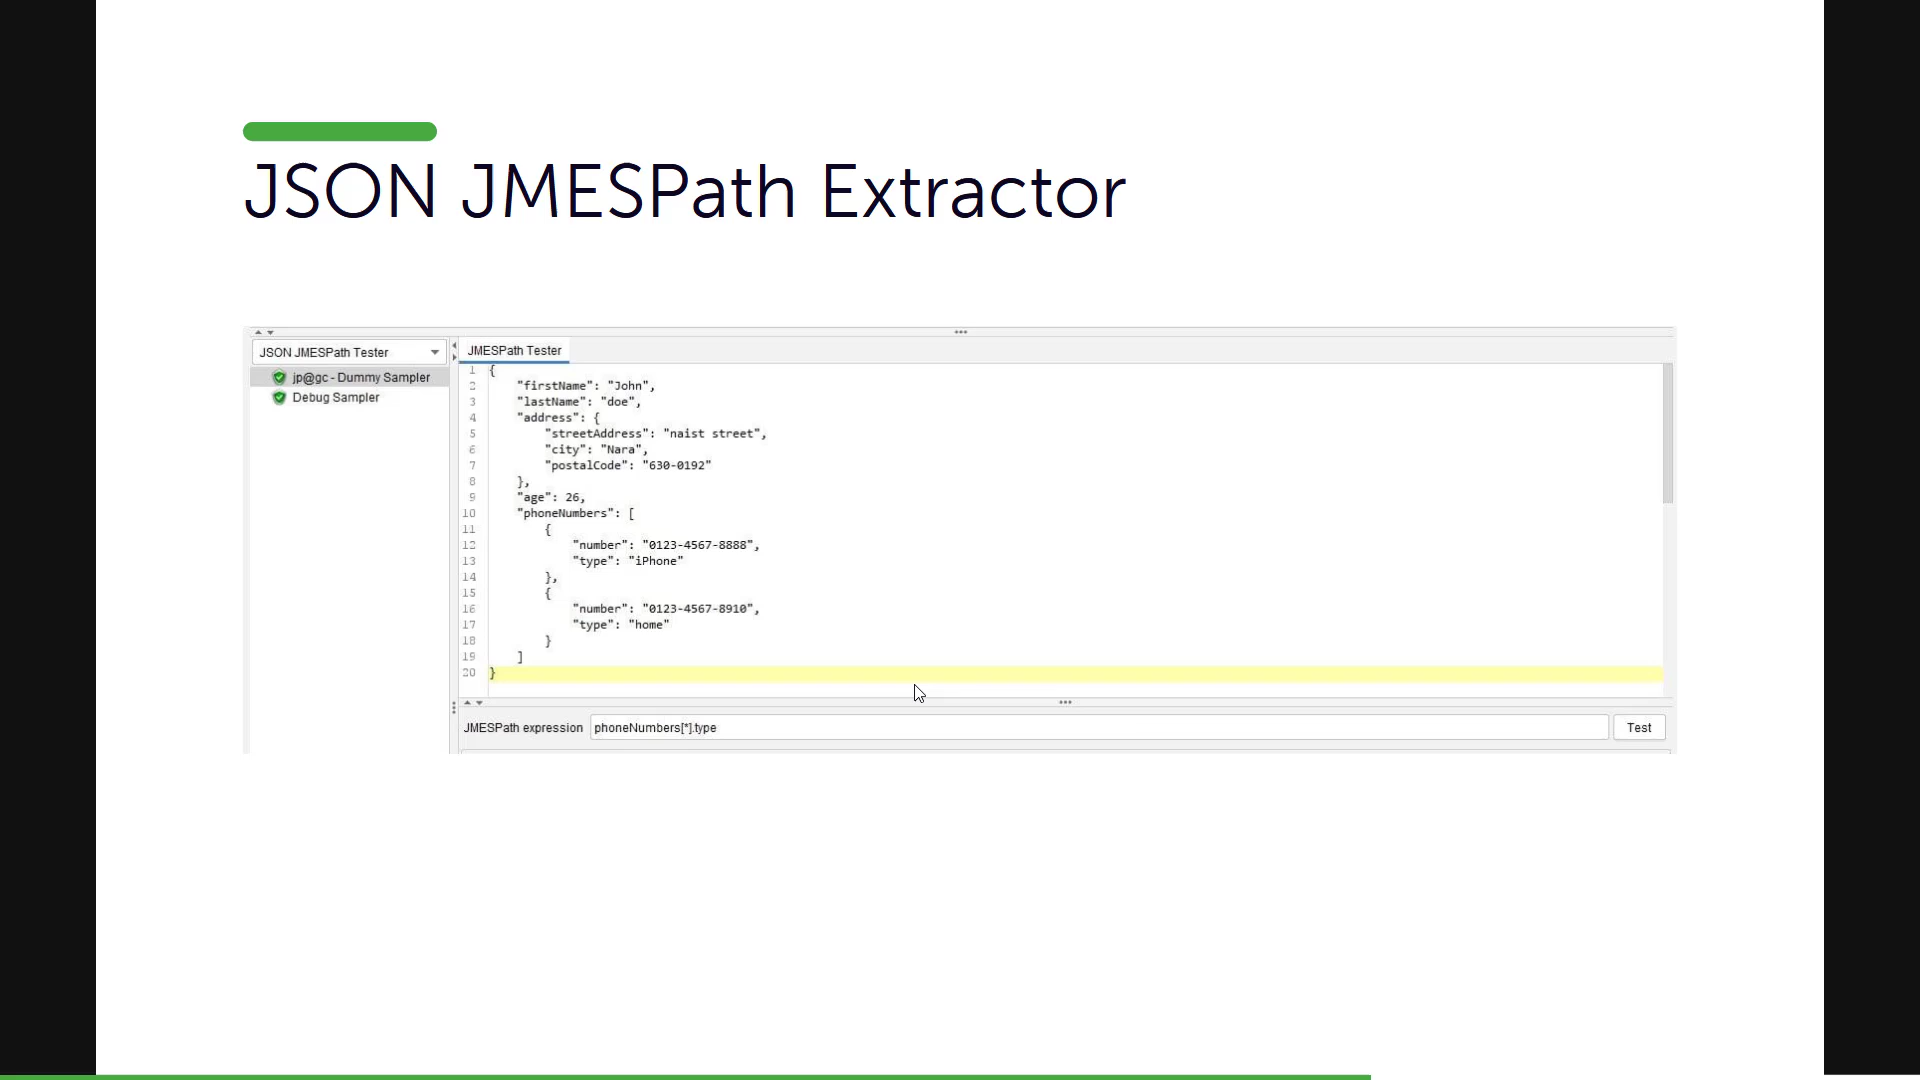 JSON JMESPath Extractor
JSON JMESPath Tester
jp@gc - Dummy Sampler
Debug Sampler
JMESPath Tester
1 {
2 "firstName": "John",
3 "lastName": "doe",
4 "address": {
5 "streetAddress": "naist street",
6 "city": "Nara",
7 "postalCode": "630-0192"
8 },
9 "age": 26,
10 "phoneNumbers": [
11 {
12 "number": "0123-4567-8888",
13 "type": "iPhone"
14 },
15 {
16 "number": "0123-4567-8910",
17 "type": "home"
18 }
19 ]
20 }
JMESPath expression phoneNumbers[*].type Test